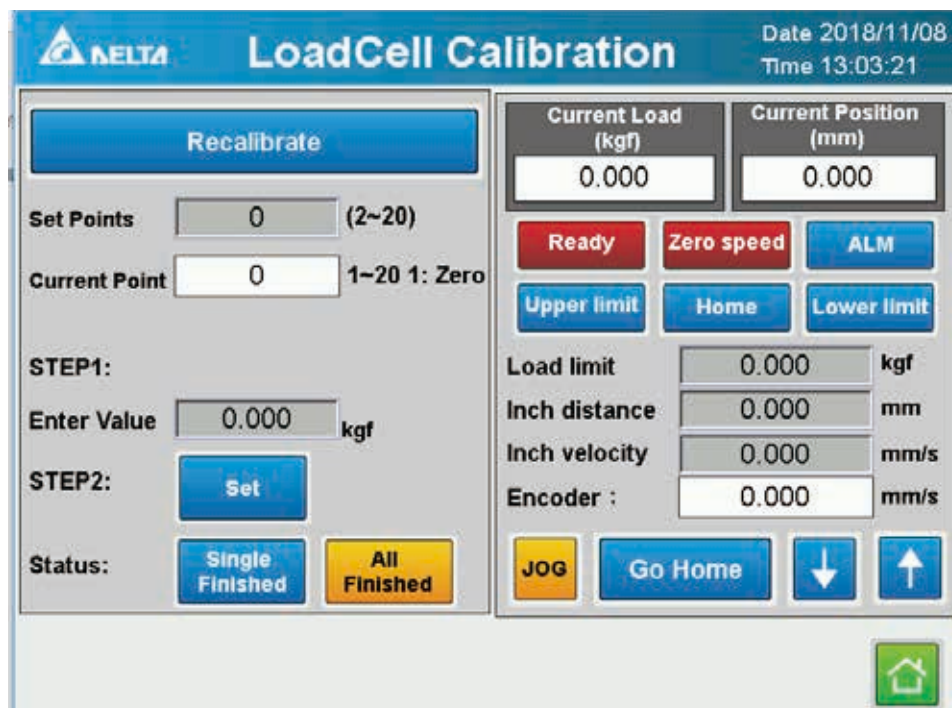 DELTA
LoadCell Calibration
Date 2018/11/08
Time 13:03:21
Recalibrate
Set Points 0 (2~20)
Current Point 0 1~20 1: Zero
STEP1:
Enter Value 0.000 kgf
STEP2: Set
Status: Single Finished All Finished
Current Load (kgf)
0.000
Current Position (mm)
0.000
Ready Zero speed ALM
Upper limit Home Lower limit
Load limit 0.000 kgf
Inch distance 0.000 mm
Inch velocity 0.000 mm/s
Encoder : 0.000 mm/s
JOG Go Home ↓ ↑